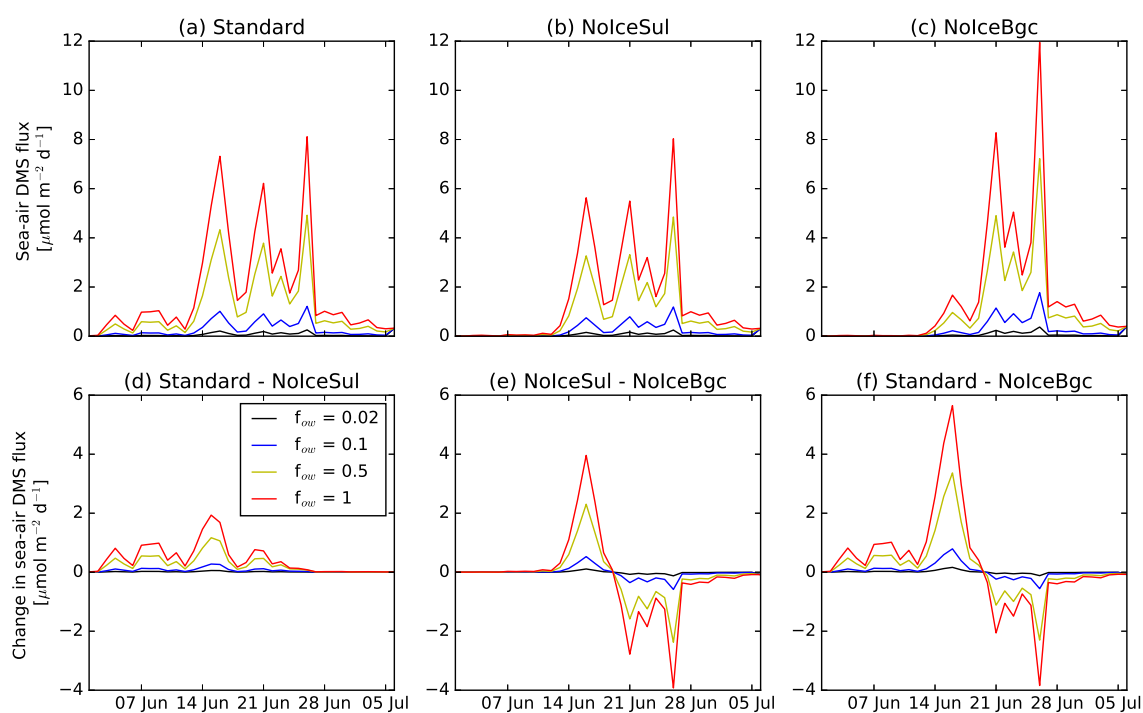 (a) Standard
(b) NoIceSul
(c) NoIceBgc
Sea-air DMS flux
[μmol m⁻² d⁻¹]
12
10
8
6
4
2
0
12
10
8
6
4
2
0
12
10
8
6
4
2
0
(d) Standard - NoIceSul
(e) NoIceSul - NoIceBgc
(f) Standard - NoIceBgc
Change in sea-air DMS flux
[μmol m⁻² d⁻¹]
6
4
2
0
−2
−4
f_ow = 0.02
f_ow = 0.1
f_ow = 0.5
f_ow = 1
07 Jun 14 Jun 21 Jun 28 Jun 05 Jul
6
4
2
0
−2
−4
07 Jun 14 Jun 21 Jun 28 Jun 05 Jul
6
4
2
0
−2
−4
07 Jun 14 Jun 21 Jun 28 Jun 05 Jul